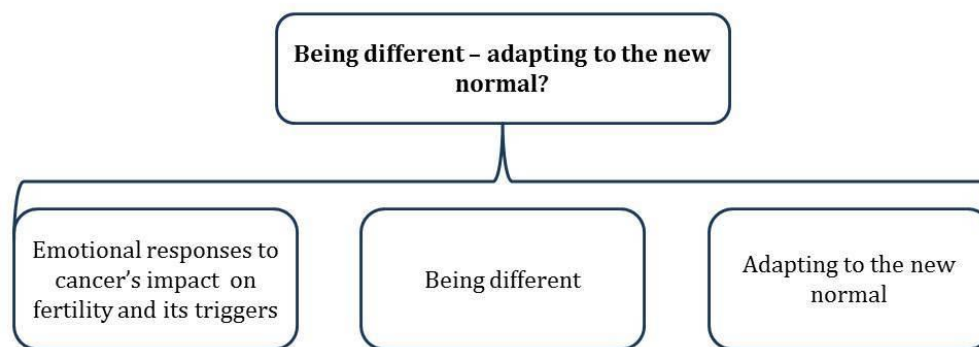 Being different – adapting to the new
normal?
Emotional responses to
cancer’s impact on
fertility and its triggers
Being different
Adapting to the new
normal